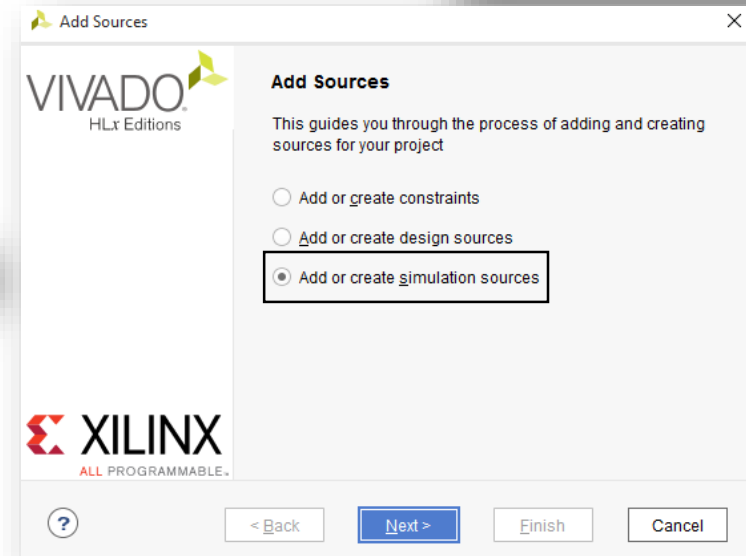 Add Sources
VIVADO
HLx Editions
Add Sources
This guides you through the process of adding and creating
sources for your project
Add or create constraints
Add or create design sources
Add or create simulation sources
XILINX
ALL PROGRAMMABLE™
?
< Back
Next >
Finish
Cancel